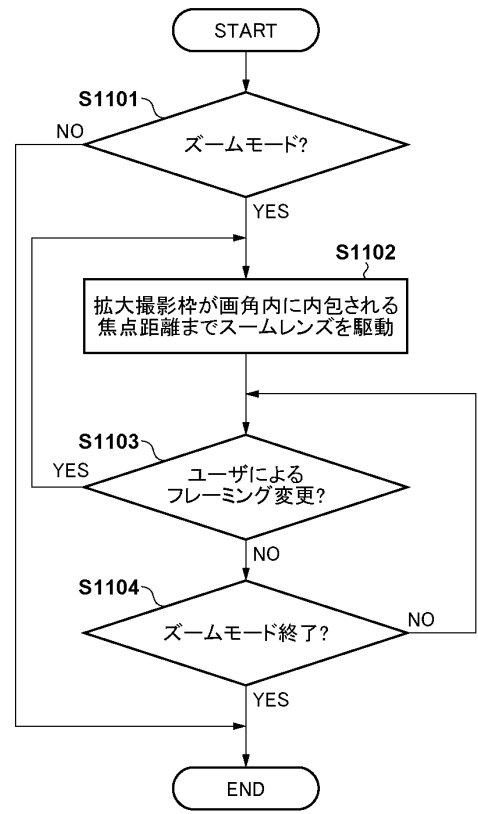 START
S1101
ズームモード?
NO
YES
S1102
拡大撮影枠が画角内に内包される
焦点距離までスームレンズを駆動
S1103
ユーザによる
フレーミング変更?
YES
NO
S1104
ズームモード終了?
NO
YES
END